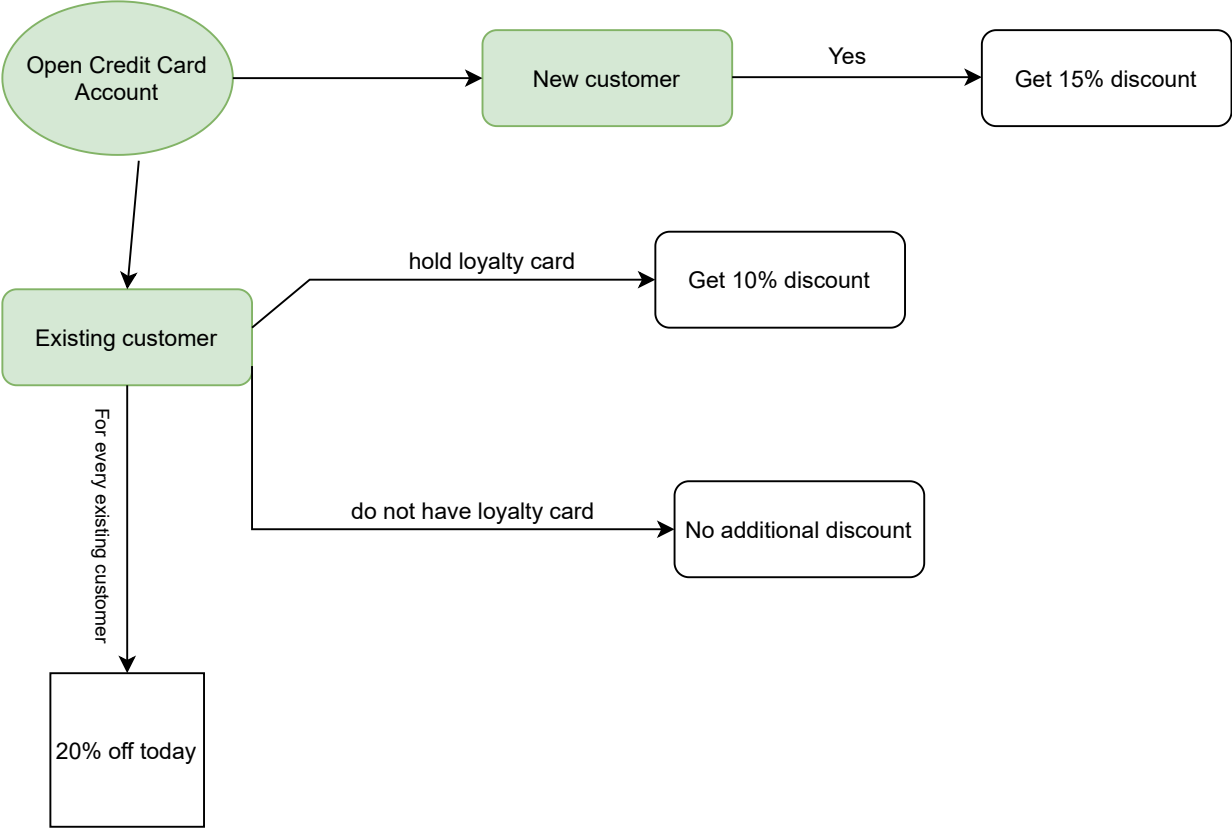 Open Credit Card
Account
New customer
Yes
Get 15% discount
hold loyalty card
Get 10% discount
Existing customer
For every existing customer
do not have loyalty card
No additional discount
20% off today